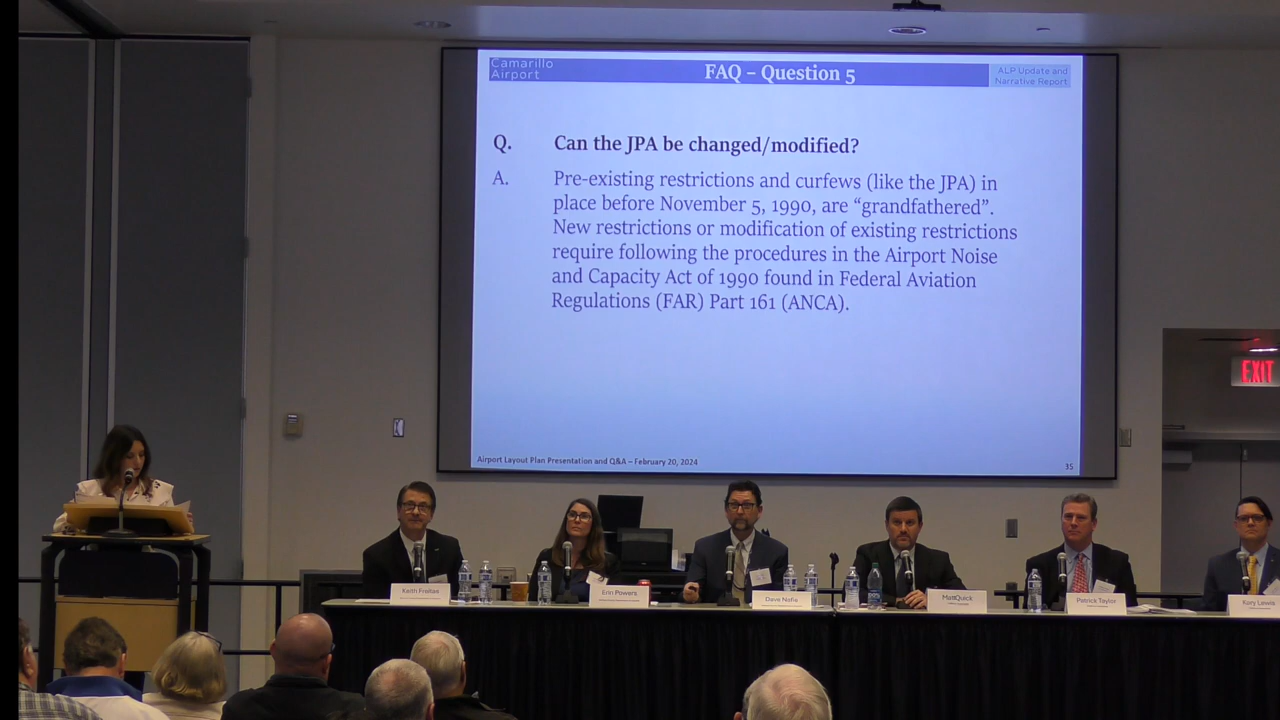 Camarillo
Airport
FAQ – Question 5
ALP Update and
Narrative Report
Q. Can the JPA be changed/modified?
A. Pre-existing restrictions and curfews (like the JPA) in
place before November 5, 1990, are “grandfathered”.
New restrictions or modification of existing restrictions
require following the procedures in the Airport Noise
and Capacity Act of 1990 found in Federal Aviation
Regulations (FAR) Part 161 (ANCA).
Airport Layout Plan Presentation and Q&A – February 20, 2024
35
EXIT
Keith Freitas
Erin Powers
Dave Nafie
Matt Quick
Patrick Taylor
Kory Lewis